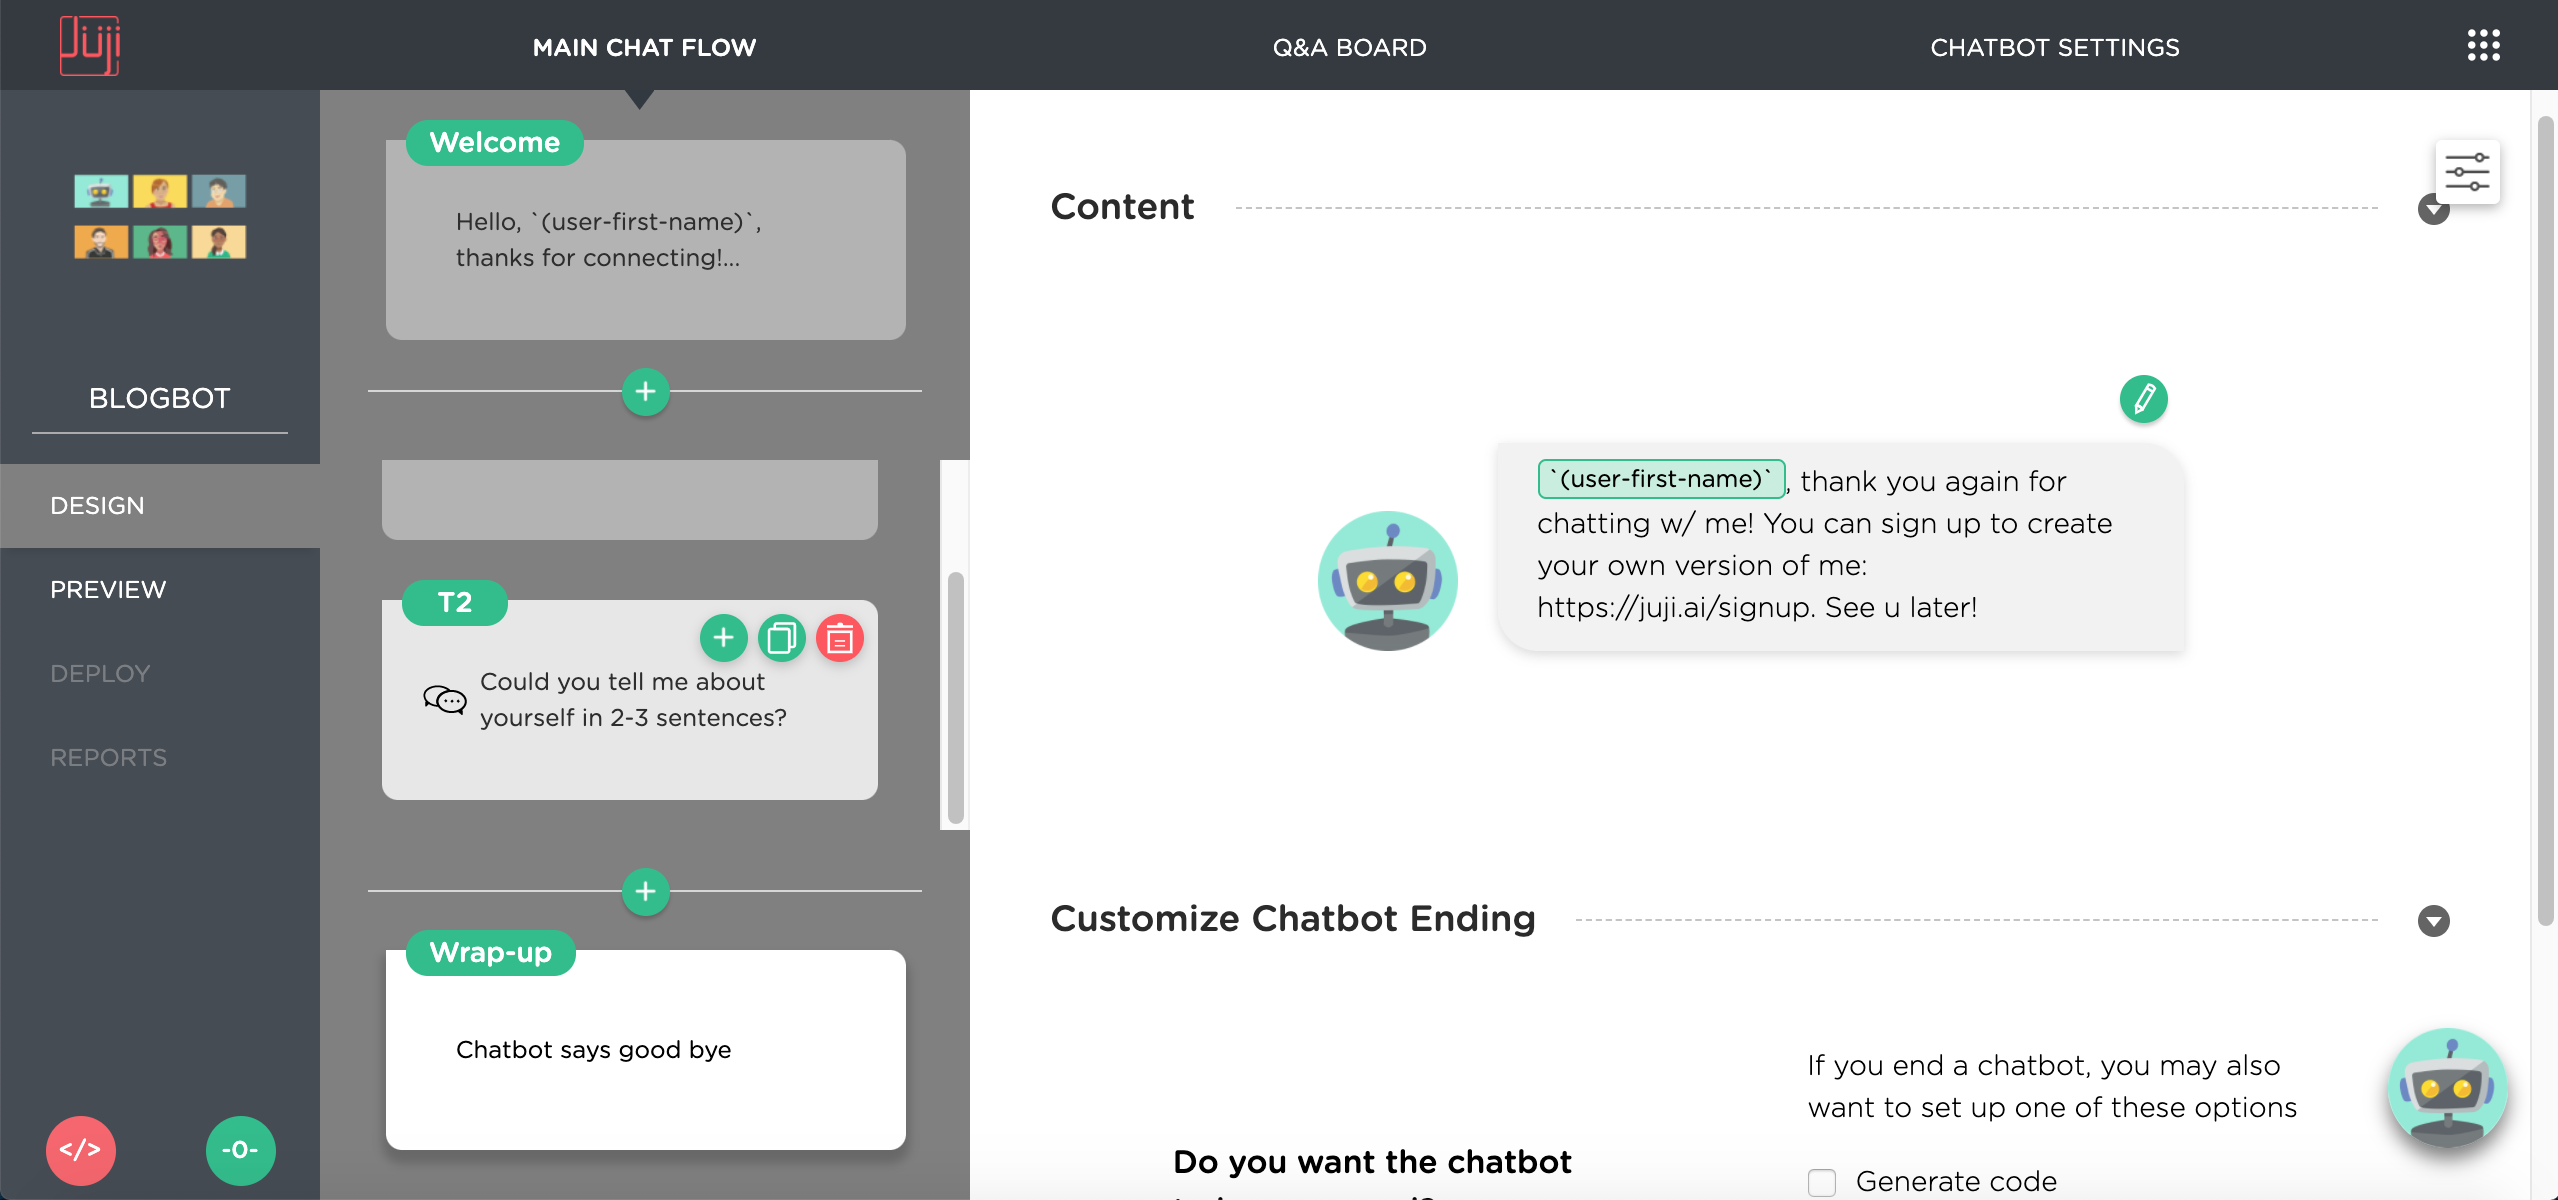 Juji
MAIN CHAT FLOW
Q&A BOARD
CHATBOT SETTINGS
BLOGBOT
DESIGN
PREVIEW
DEPLOY
REPORTS
</>
-0-
Welcome
Hello, `(user-first-name)`,
thanks for connecting!...
+
T2
+
Could you tell me about
yourself in 2-3 sentences?
+
Wrap-up
Chatbot says good bye
Content
`(user-first-name)`, thank you again for
chatting w/ me! You can sign up to create
your own version of me:
https://juji.ai/signup. See u later!
Customize Chatbot Ending
Do you want the chatbot
If you end a chatbot, you may also
want to set up one of these options
Generate code